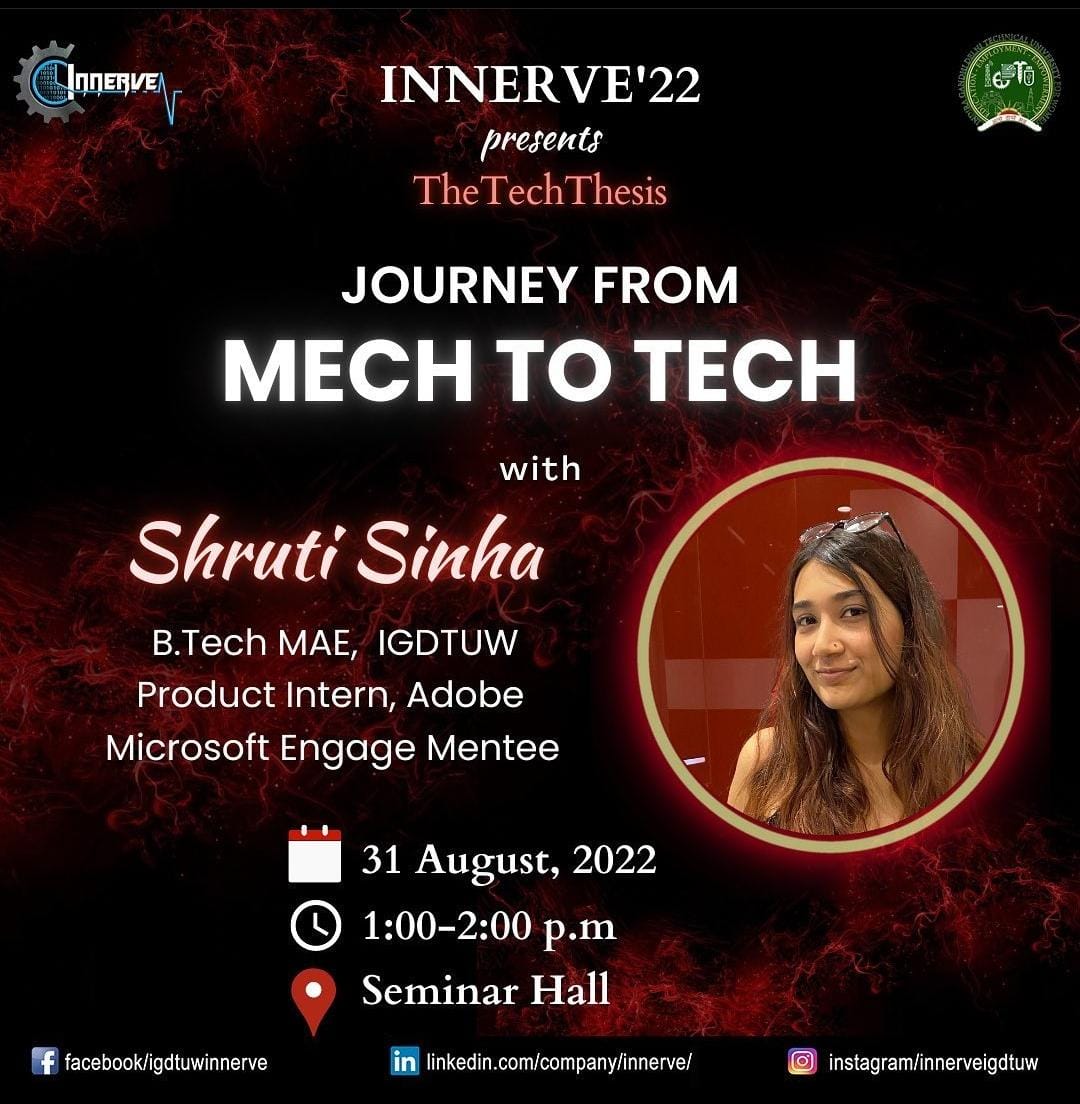 INNERVE
INNERVE'22
presents
TheTechThesis
JOURNEY FROM
MECH TO TECH
with
Shruti Sinha
B.Tech MAE, IGDTUW
Product Intern, Adobe
Microsoft Engage Mentee
31 August, 2022
1:00-2:00 p.m
Seminar Hall
facebook/igdtuwinnerve
linkedin.com/company/innerve/
instagram/innerveigdtuw